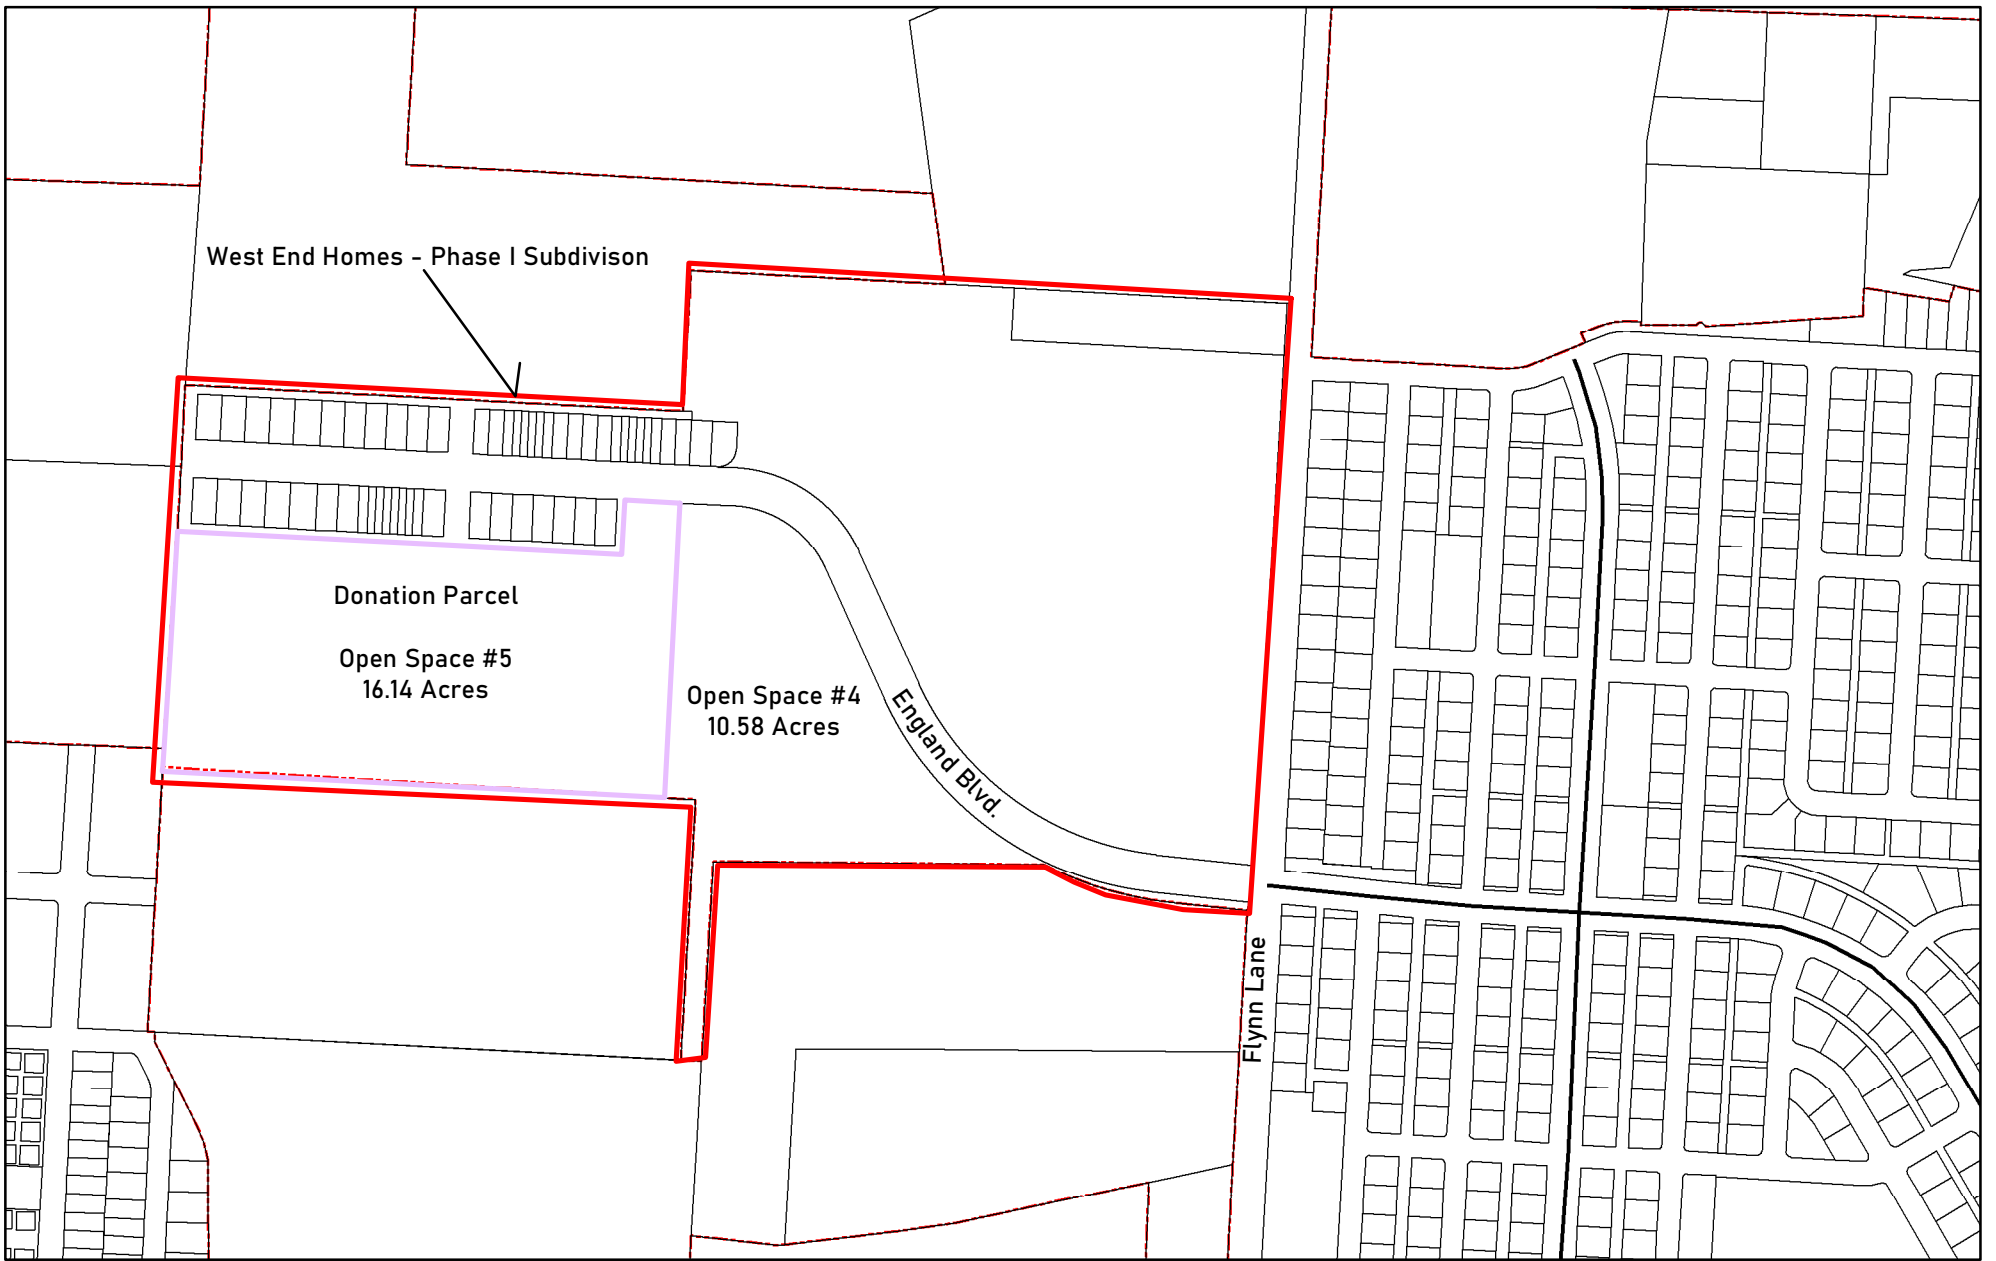 West End Homes - Phase I Subdivison
Donation Parcel
Open Space #5
16.14 Acres
Open Space #4
10.58 Acres
England Blvd.
Flynn Lane